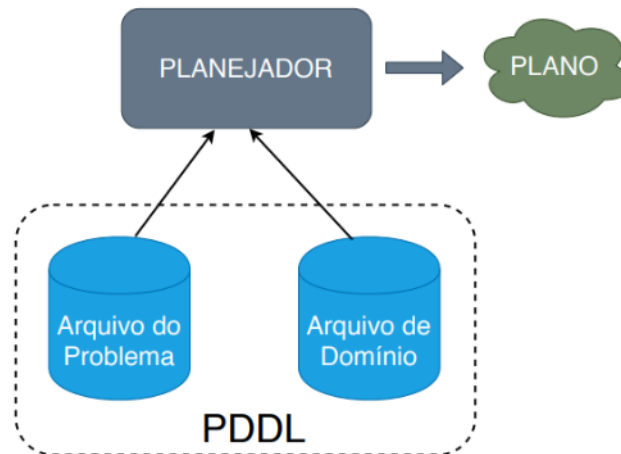 PLANEJADOR
PLANO
Arquivo do
Problema
Arquivo de
Domínio
PDDL